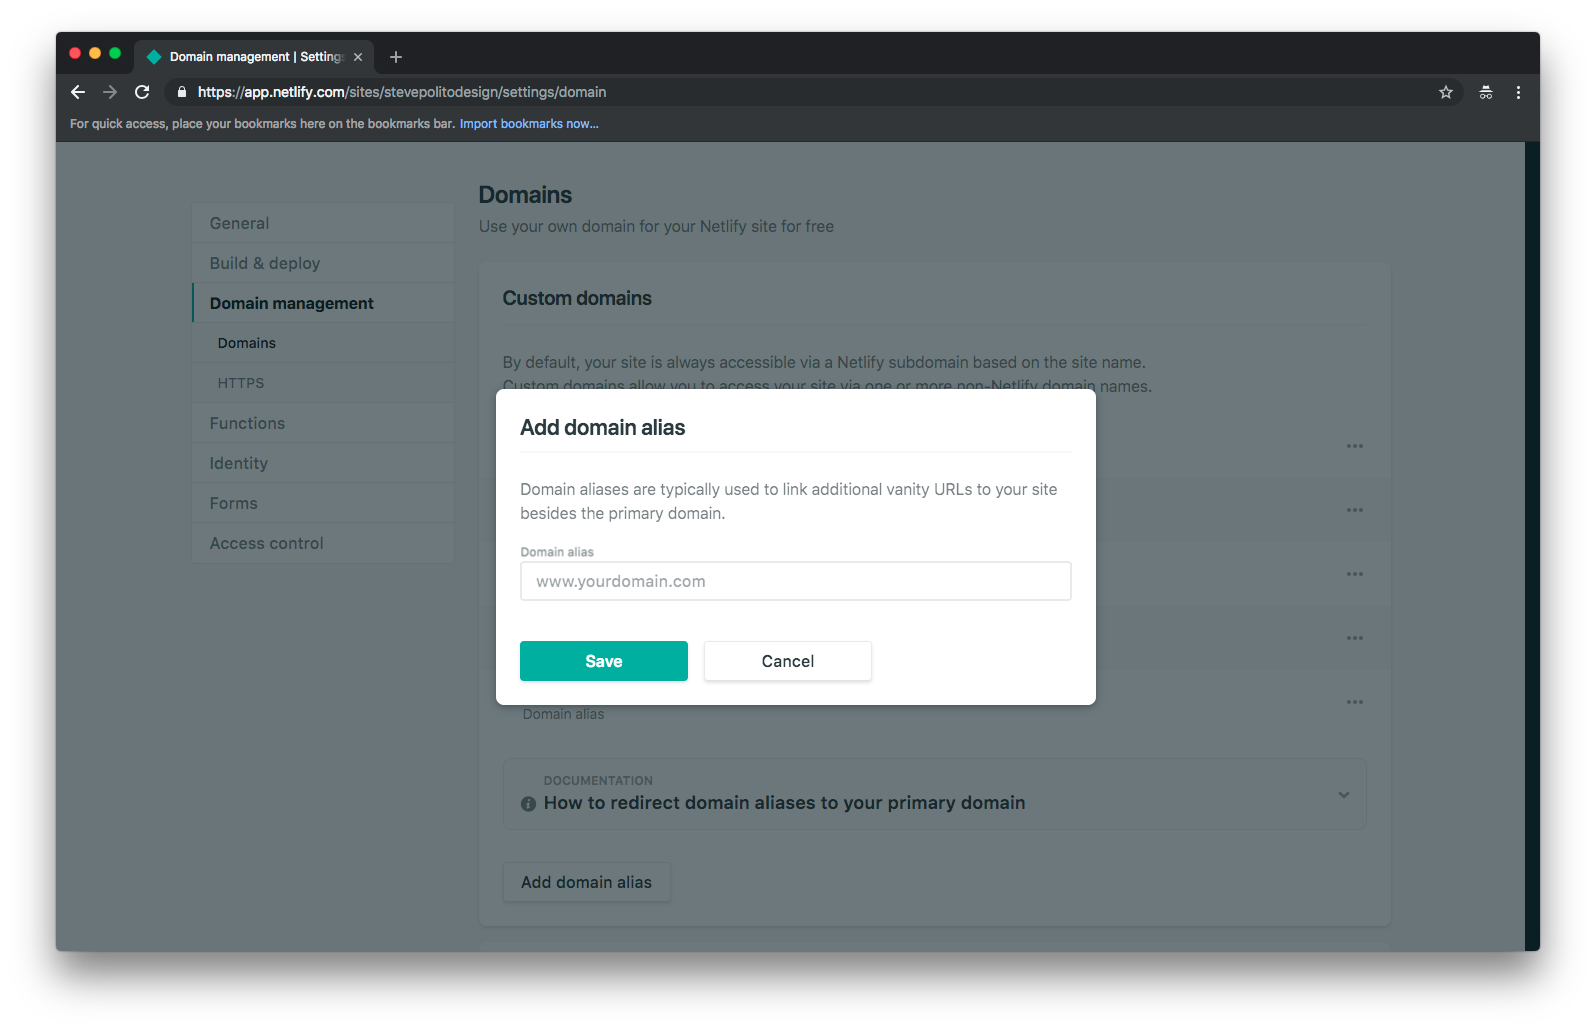 Domain management | Settings
https://app.netlify.com/sites/stevepolitodesign/settings/domain
For quick access, place your bookmarks here on the bookmarks bar. Import bookmarks now...
General
Build & deploy
Domain management
Domains
HTTPS
Functions
Identity
Forms
Access control
Domains
Use your own domain for your Netlify site for free
Custom domains
By default, your site is always accessible via a Netlify subdomain based on the site name.
Custom domains allow you to access your site via one or more non-Netlify domain names.
Add domain alias
Domain aliases are typically used to link additional vanity URLs to your site
besides the primary domain.
Domain alias
www.yourdomain.com
Save
Cancel
Domain alias
DOCUMENTATION
How to redirect domain aliases to your primary domain
Add domain alias